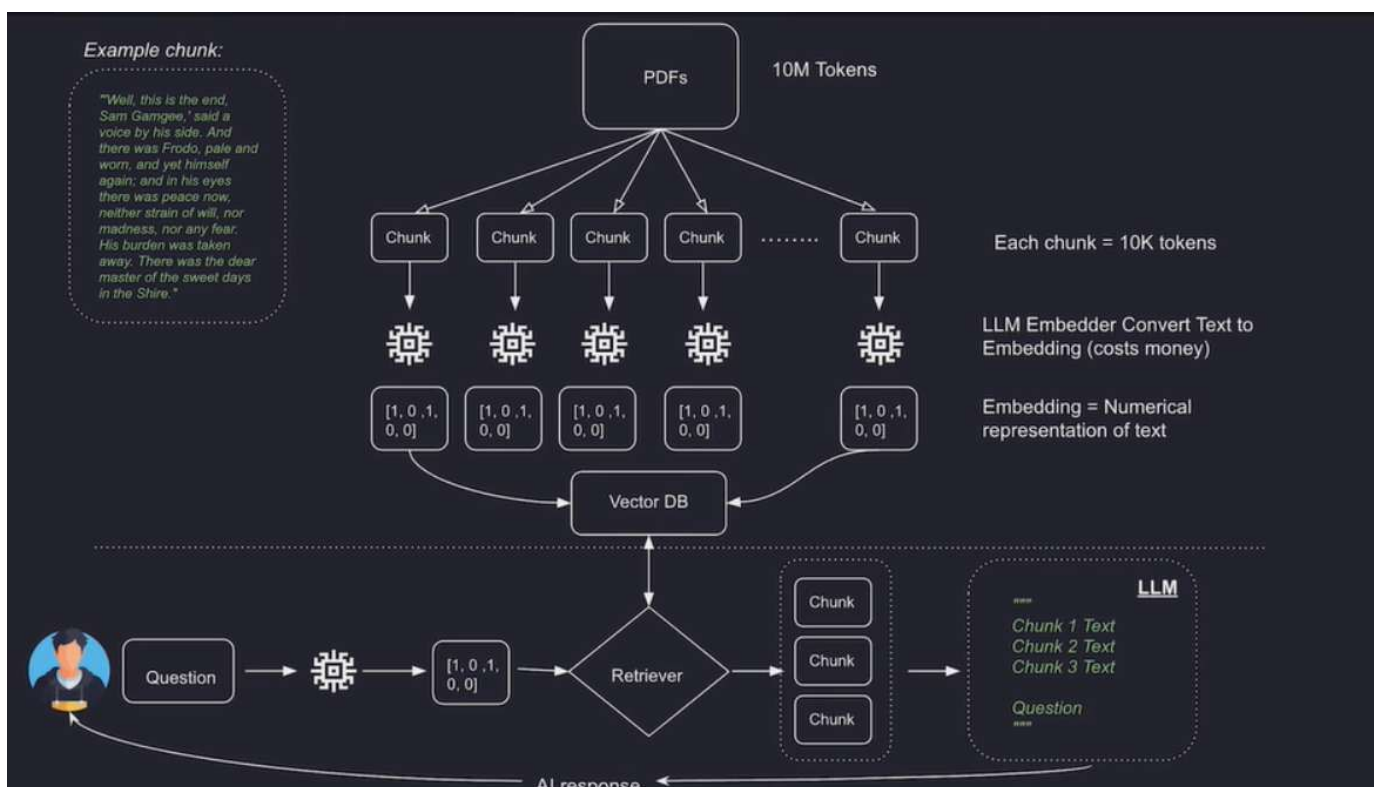 Example chunk:
"'Well, this is the end,
Sam Gamgee,' said a
voice by his side. And
there was Frodo, pale and
worn, and yet himself
again; and in his eyes
there was peace now,
neither strain of will, nor
madness, nor any fear.
His burden was taken
away. There was the dear
master of the sweet days
in the Shire."
PDFs
10M Tokens
Chunk
Chunk
Chunk
Chunk
........
Chunk
Each chunk = 10K tokens
LLM Embedder Convert Text to
Embedding (costs money)
[1, 0 ,1,
0, 0]
[1, 0 ,1,
0, 0]
[1, 0 ,1,
0, 0]
[1, 0 ,1,
0, 0]
[1, 0 ,1,
0, 0]
Embedding = Numerical
representation of text
Vector DB
Question
[1, 0 ,1,
0, 0]
Retriever
Chunk
Chunk
Chunk
LLM
"""
Chunk 1 Text
Chunk 2 Text
Chunk 3 Text
Question
"""
AI response